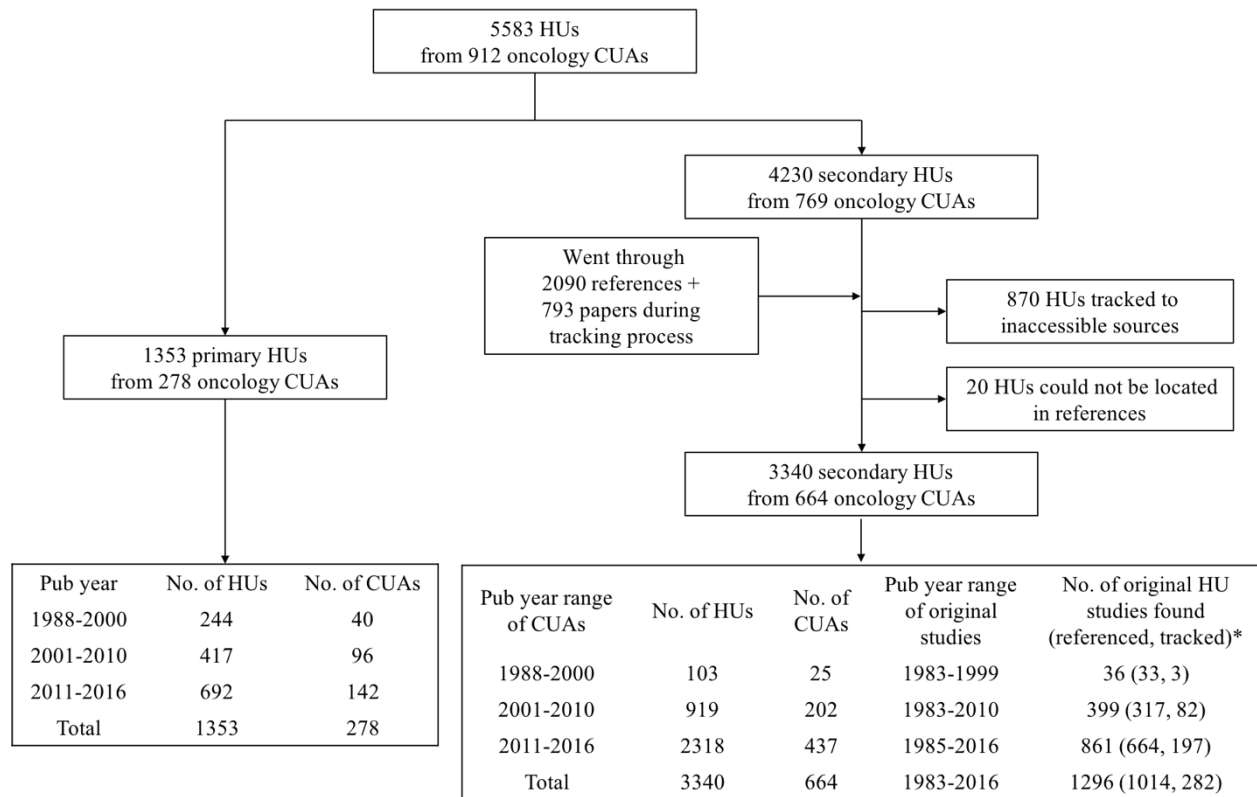 5583 HUs
from 912 oncology CUAs
4230 secondary HUs
from 769 oncology CUAs
Went through
2090 references +
793 papers during
tracking process
870 HUs tracked to
inaccessible sources
1353 primary HUs
from 278 oncology CUAs
20 HUs could not be located
in references
3340 secondary HUs
from 664 oncology CUAs
Pub year No. of HUs No. of CUAs
1988-2000 244 40
2001-2010 417 96
2011-2016 692 142
Total 1353 278
Pub year range
of CUAs
No. of HUs
No. of
CUAs
Pub year range
of original
studies
No. of original HU
studies found
(referenced, tracked)*
1988-2000 103 25 1983-1999 36 (33, 3)
2001-2010 919 202 1983-2010 399 (317, 82)
2011-2016 2318 437 1985-2016 861 (664, 197)
Total 3340 664 1983-2016 1296 (1014, 282)